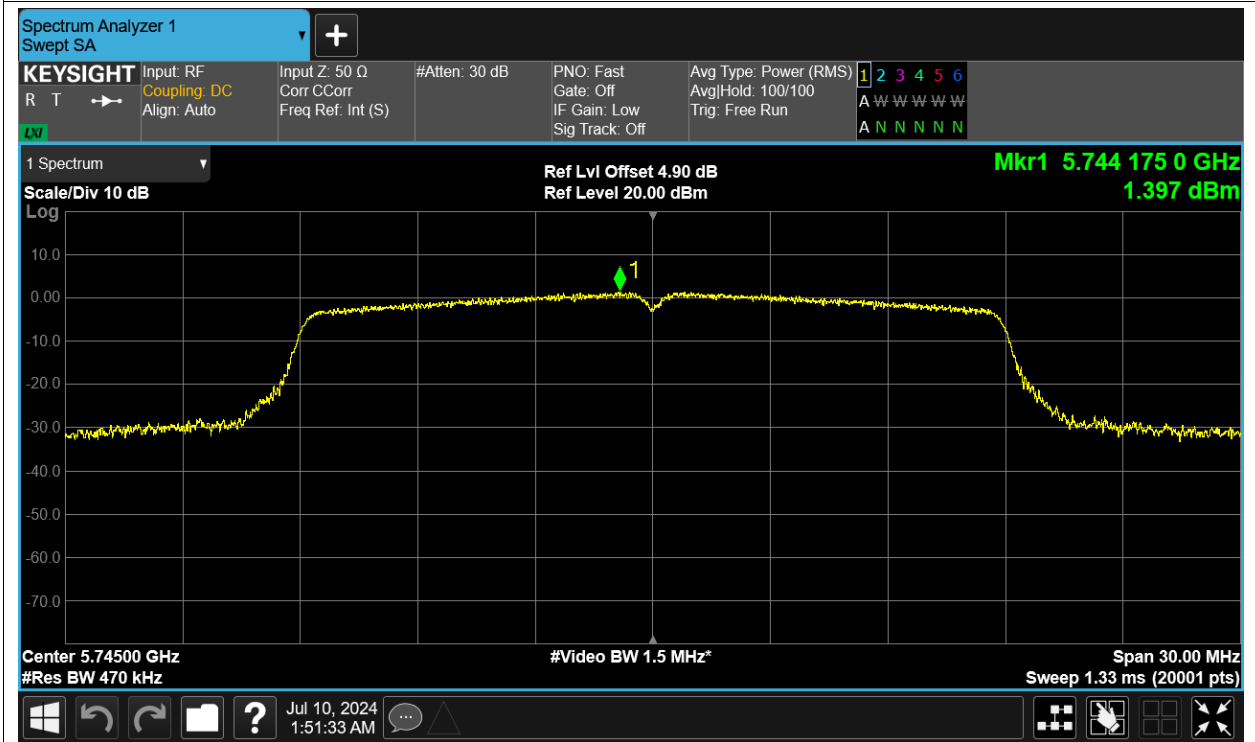 Spectrum Analyzer 1
Swept SA
KEYSIGHT
R T
LXI
Input: RF
Coupling: DC
Align: Auto
Input Z: 50 Ω
Corr CCorr
Freq Ref: Int (S)
#Atten: 30 dB
PNO: Fast
Gate: Off
IF Gain: Low
Sig Track: Off
Avg Type: Power (RMS)
Avg|Hold: 100/100
Trig: Free Run
1 2 3 4 5 6
A W W W W W
A N N N N N
1 Spectrum
Scale/Div 10 dB
Log
Ref Lvl Offset 4.90 dB
Ref Level 20.00 dBm
Mkr1 5.744 175 0 GHz
1.397 dBm
10.0
1
0.00
-10.0
-20.0
-30.0
-40.0
-50.0
-60.0
-70.0
Center 5.74500 GHz
#Res BW 470 kHz
#Video BW 1.5 MHz*
Span 30.00 MHz
Sweep 1.33 ms (20001 pts)
?
Jul 10, 2024
1:51:33 AM